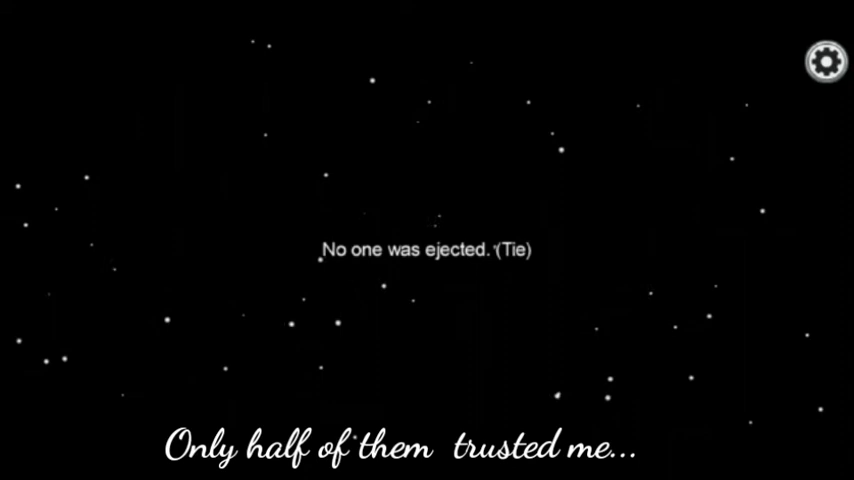 No one was ejected. (Tie)
Only half of them trusted me...